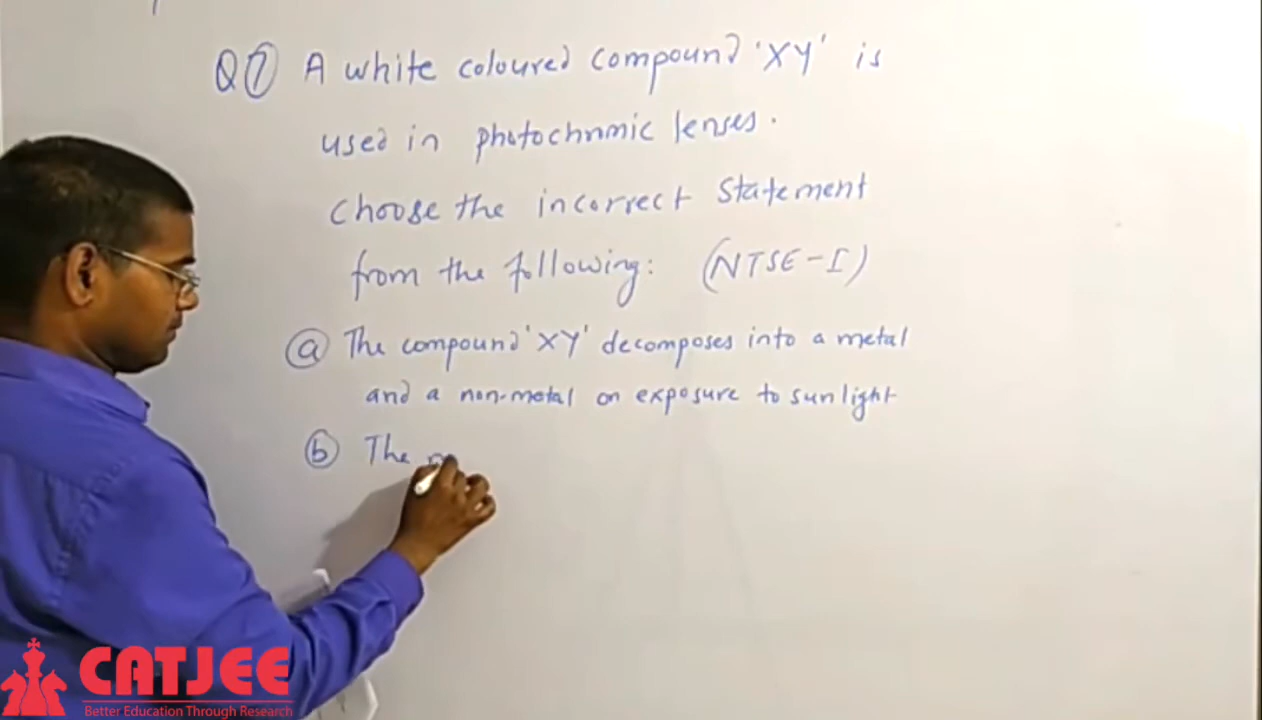 Q7 A white coloured compound 'XY' is
used in photochromic lenses.
choose the incorrect statement
from the following: (NTSE-I)
a The compound 'XY' decomposes into a metal
and a non-metal on exposure to sunlight
b The
CATJEE
Better Education Through Research